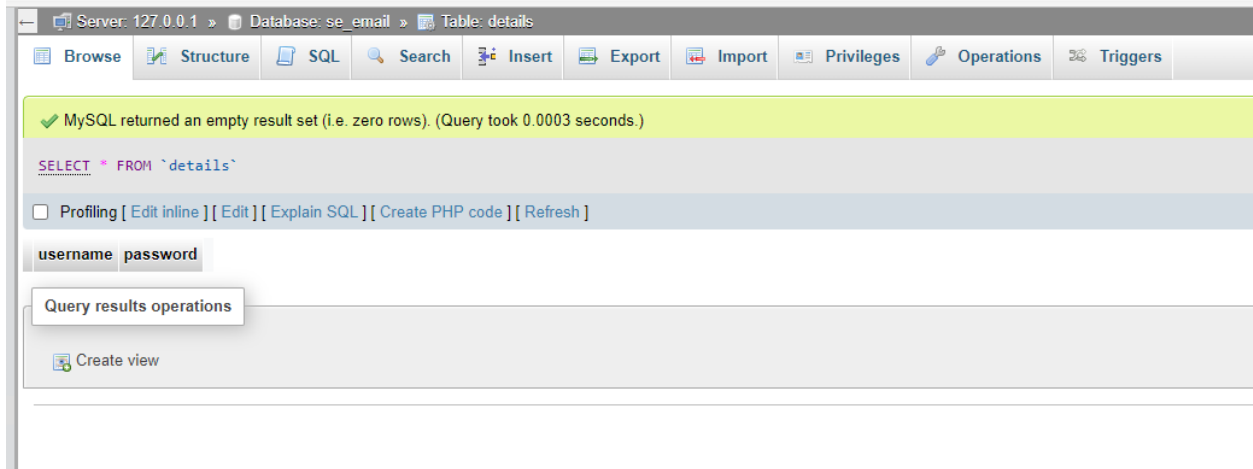 Server: 127.0.0.1 » Database: se_email » Table: details
Browse Structure SQL Search Insert Export Import Privileges Operations Triggers
MySQL returned an empty result set (i.e. zero rows). (Query took 0.0003 seconds.)
SELECT * FROM `details`
Profiling [ Edit inline ] [ Edit ] [ Explain SQL ] [ Create PHP code ] [ Refresh ]
username password
Query results operations
Create view